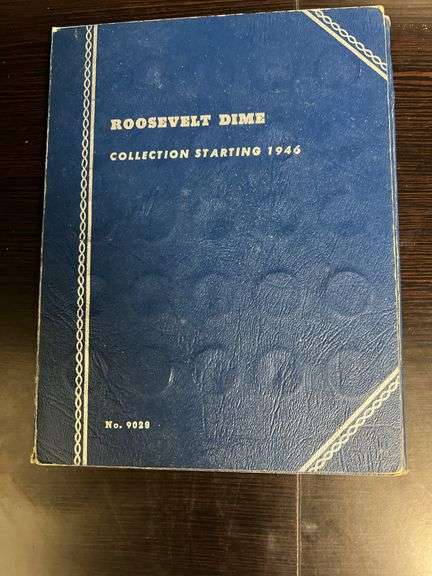 ROOSEVELT DIME
COLLECTION STARTING 1946
No. 9028